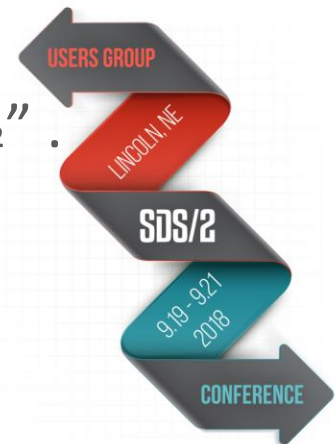 USERS GROUP
”.
LINCOLN, NE
SDS/2
9.19 - 9.21
2018
CONFERENCE